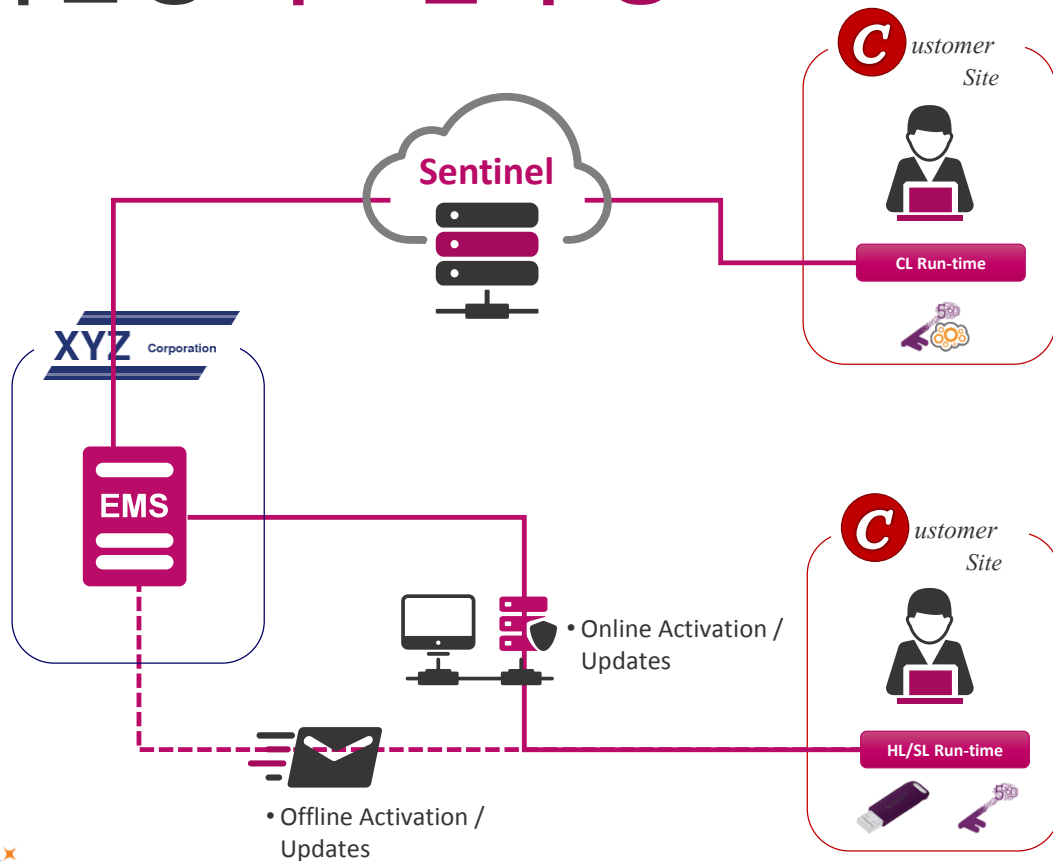 Customer
Site
Sentinel
CL Run-time
XYZ Corporation
EMS
Customer
Site
• Online Activation /
Updates
HL/SL Run-time
• Offline Activation /
Updates